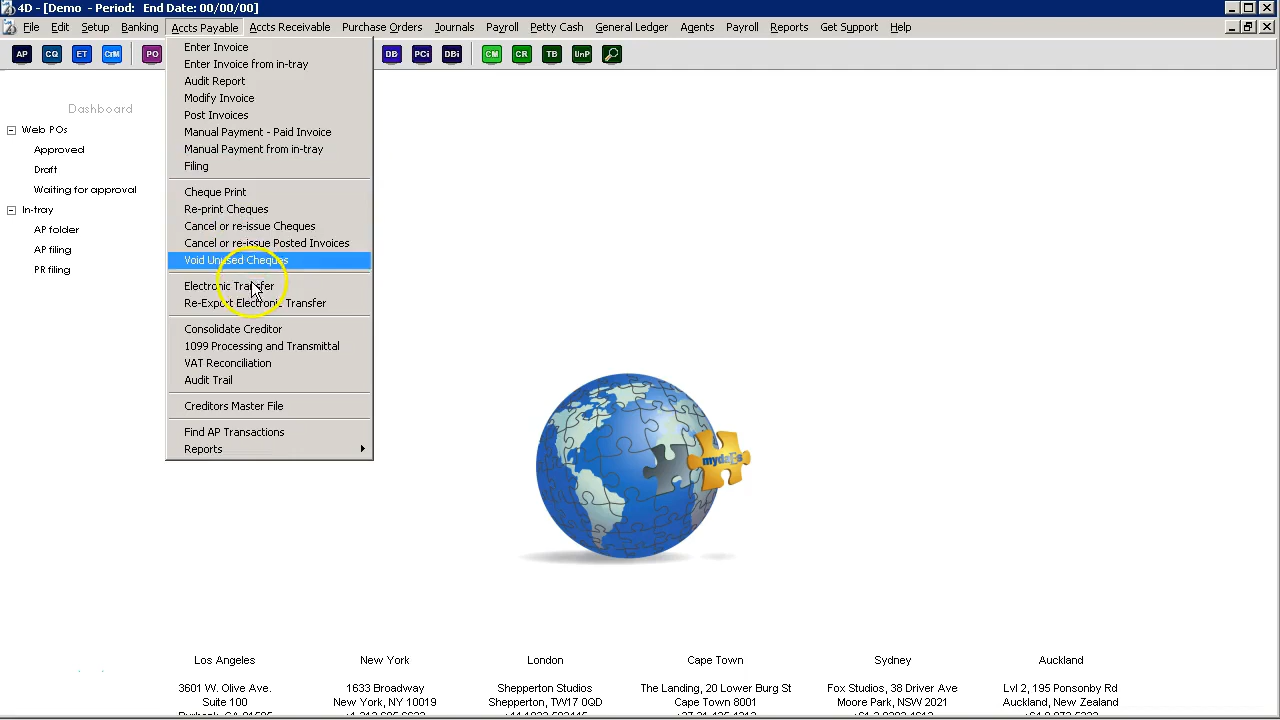 4D - [Demo - Period: End Date: 00/00/00]
File Edit Setup Banking Accts Payable Accts Receivable Purchase Orders Journals Payroll Petty Cash General Ledger Agency Payroll Reports Get Support Help
AP CQ ET CrM PO DB PCi DBi CM CR TB UnP
Enter Invoice
Enter Invoice from in-tray
Audit Report
Modify Invoice
Post Invoices
Manual Payment - Paid Invoice
Manual Payment from in-tray
Filing
Cheque Print
Re-print Cheques
Cancel or re-issue Cheques
Cancel or re-issue Posted Invoices
Void Unused Cheques
Electronic Transfer
Re-Export Electronic Transfer
Consolidate Creditor
1099 Processing and Transmittal
VAT Reconciliation
Audit Trail
Creditors Master File
Find AP Transactions
Reports
Dashboard
Web POs
Approved
Draft
Waiting for approval
In-tray
AP folder
AP filing
PR filing
Los Angeles New York London Cape Town Sydney Auckland
3601 W. Olive Ave. 1633 Broadway Shepperton Studios The Landing, 20 Lower Burg St Fox Studios, 38 Driver Ave Lvl 2, 195 Ponsonby Rd
Suite 100 New York, NY 10019 Shepperton, TW17 0QD Cape Town 8001 Moore Park, NSW 2021 Auckland, New Zealand